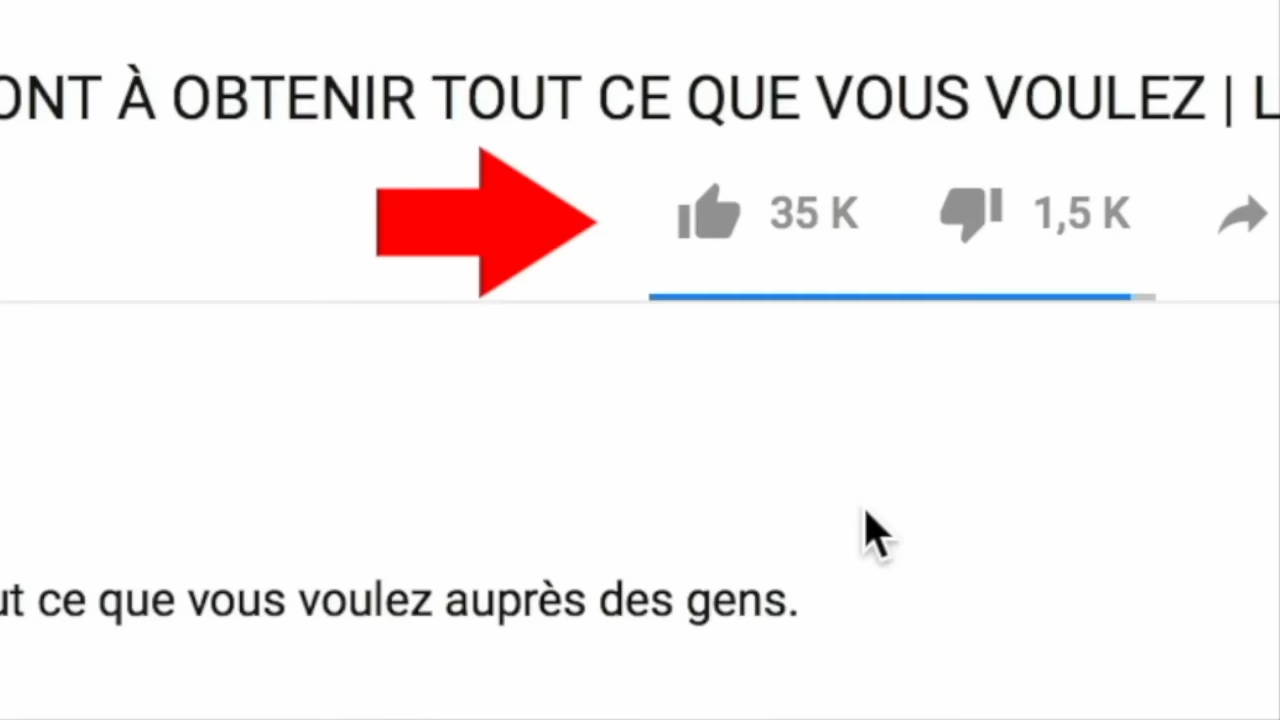 ONT À OBTENIR TOUT CE QUE VOUS VOULEZ | L
35 K 1,5 K
ut ce que vous voulez auprès des gens.